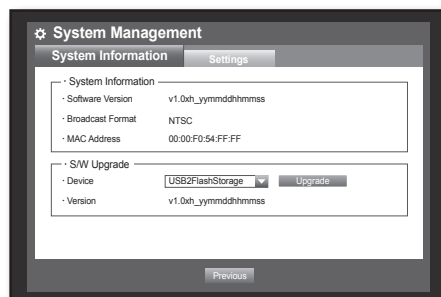 System Management
System Information Settings
· System Information
· Software Version v1.0xh_yymmddhhmmss
· Broadcast Format NTSC
· MAC Address 00:00:F0:54:FF:FF
· S/W Upgrade
· Device USB2FlashStorage Upgrade
· Version v1.0xh_yymmddhhmmss
Previous